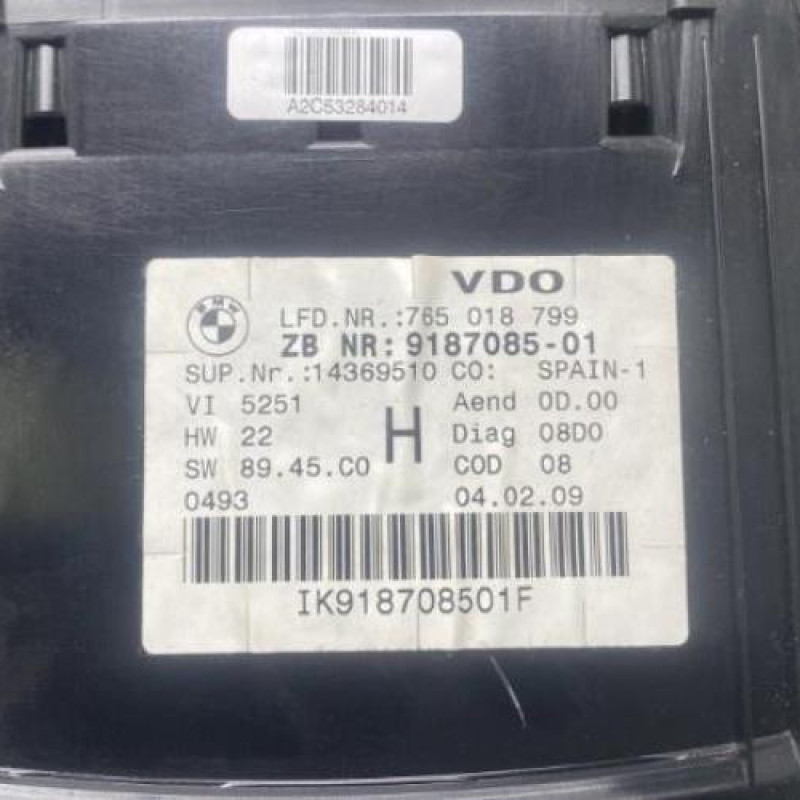 A2C53284014
VDO
BMW
LFD.NR.:765 018 799
ZB NR:9187085-01
SUP.Nr.:14369510 CO: SPAIN-1
VI 5251 Aend 0D.00
HW 22 H Diag 08D0
SW 89.45.C0 COD 08
0493 04.02.09
IK918708501F